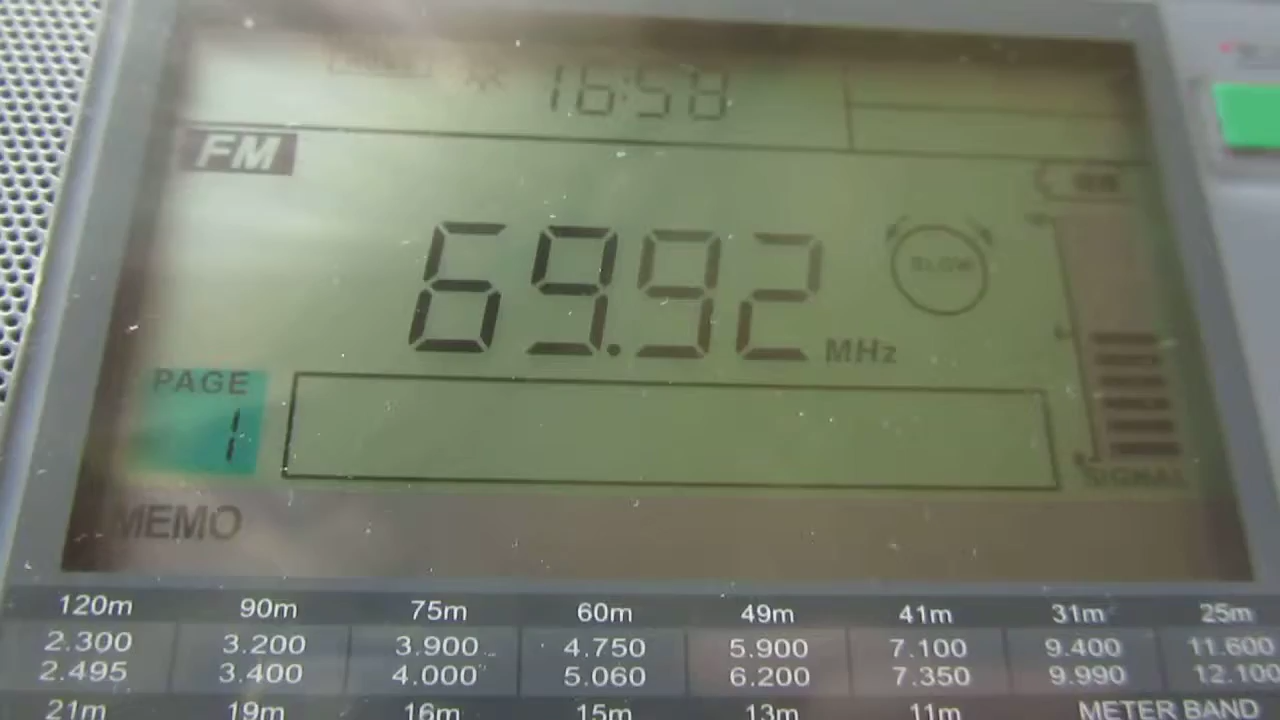 16:58
FM
69.92 MHz
SLOW
PAGE
1
SIGNAL
MEMO
120m 90m 75m 60m 49m 41m 31m 25m
2.300 3.200 3.900 4.750 5.900 7.100 9.400 11.600
2.495 3.400 4.000 5.060 6.200 7.350 9.990 12.100
21m 19m 16m 15m 13m 11m METER BAND